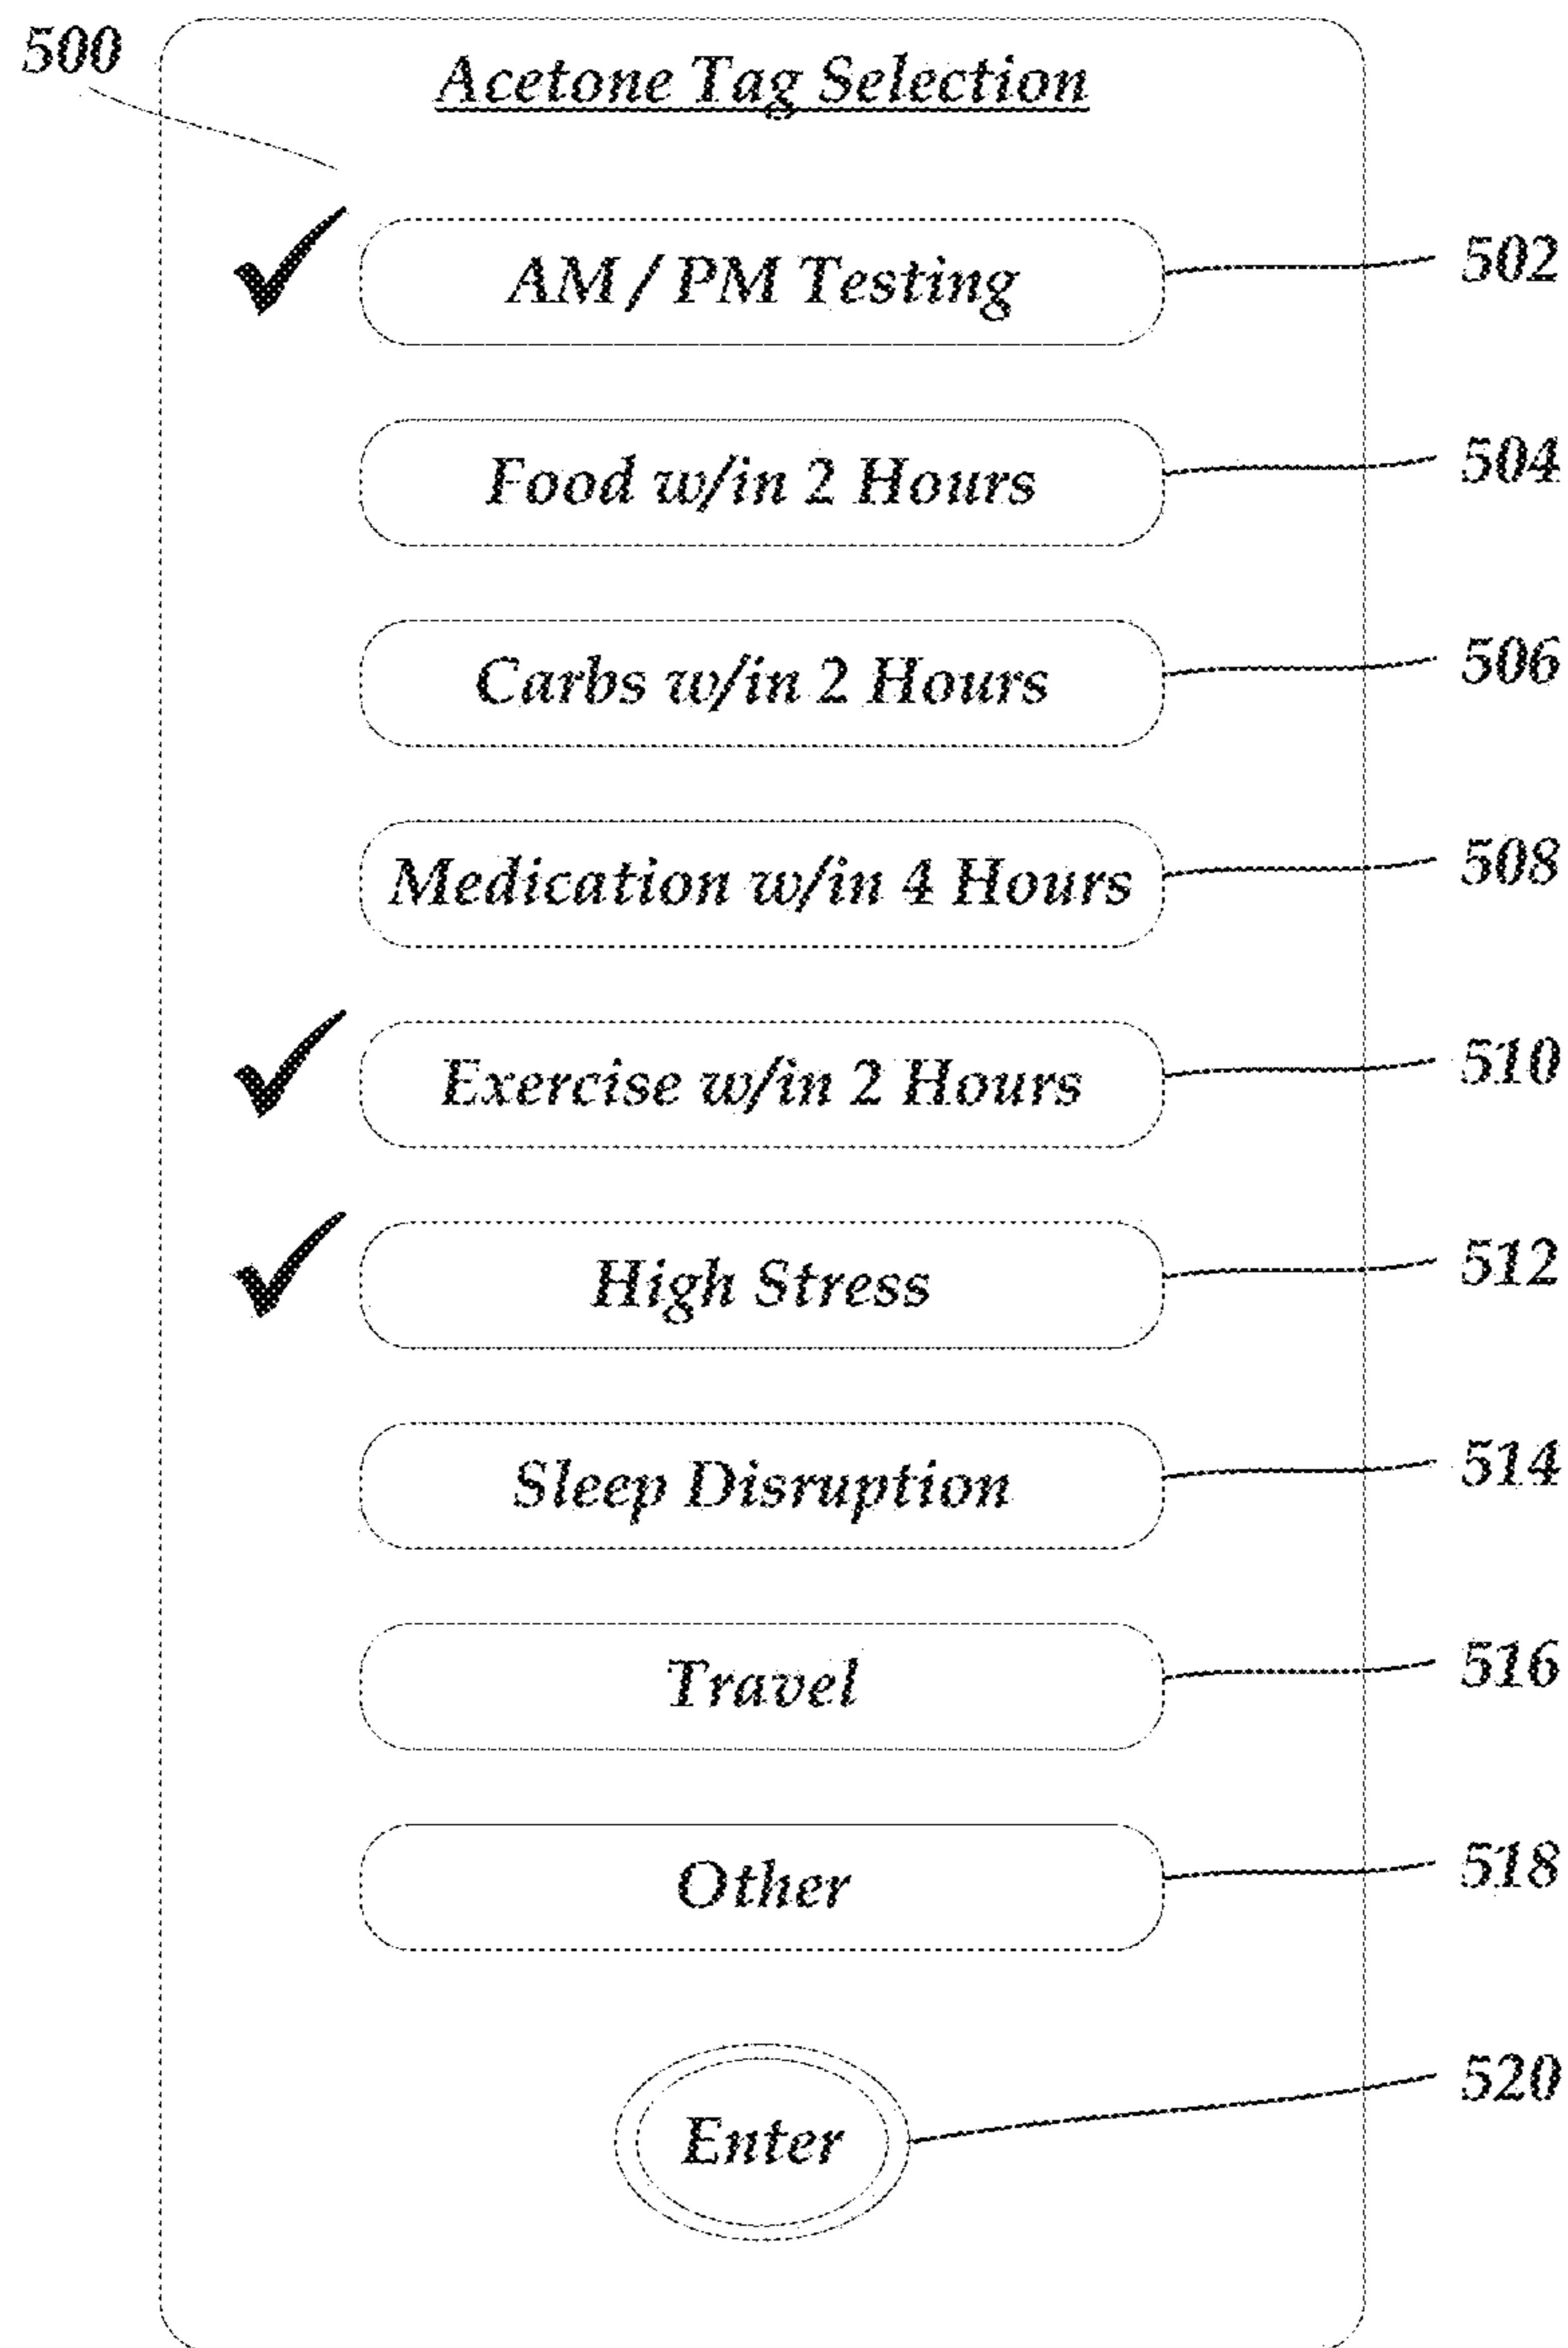 500
Acetone Tag Selection
AM / PM Testing 502
Food w/in 2 Hours 504
Carbs w/in 2 Hours 506
Medication w/in 4 Hours 508
Exercise w/in 2 Hours 510
High Stress 512
Sleep Disruption 514
Travel 516
Other 518
Enter 520